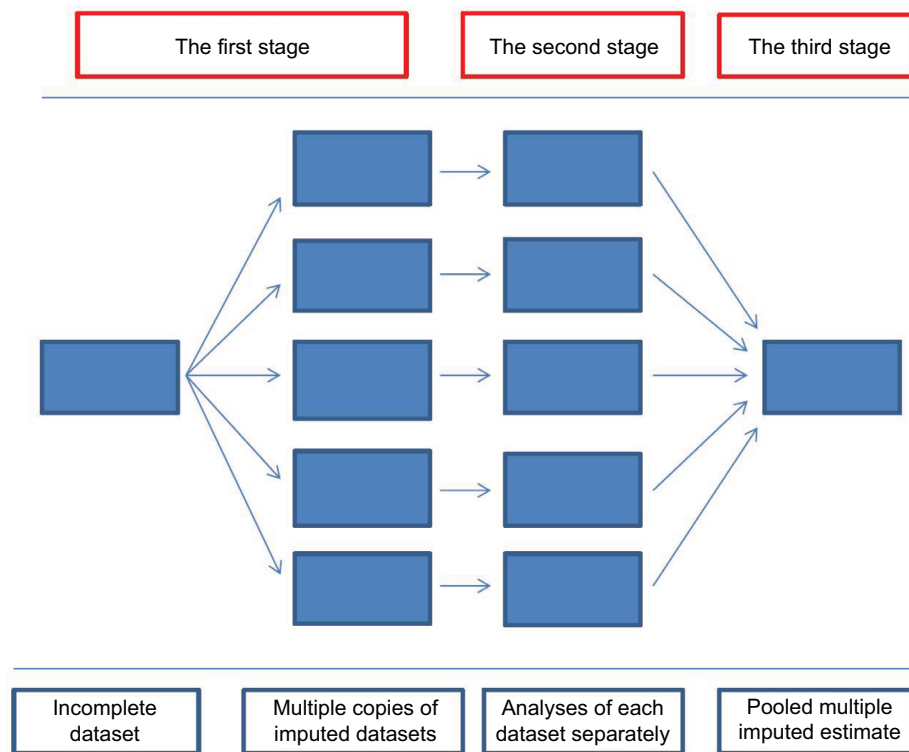 The first stage
The second stage
The third stage
Incomplete
dataset
Multiple copies of
imputed datasets
Analyses of each
dataset separately
Pooled multiple
imputed estimate